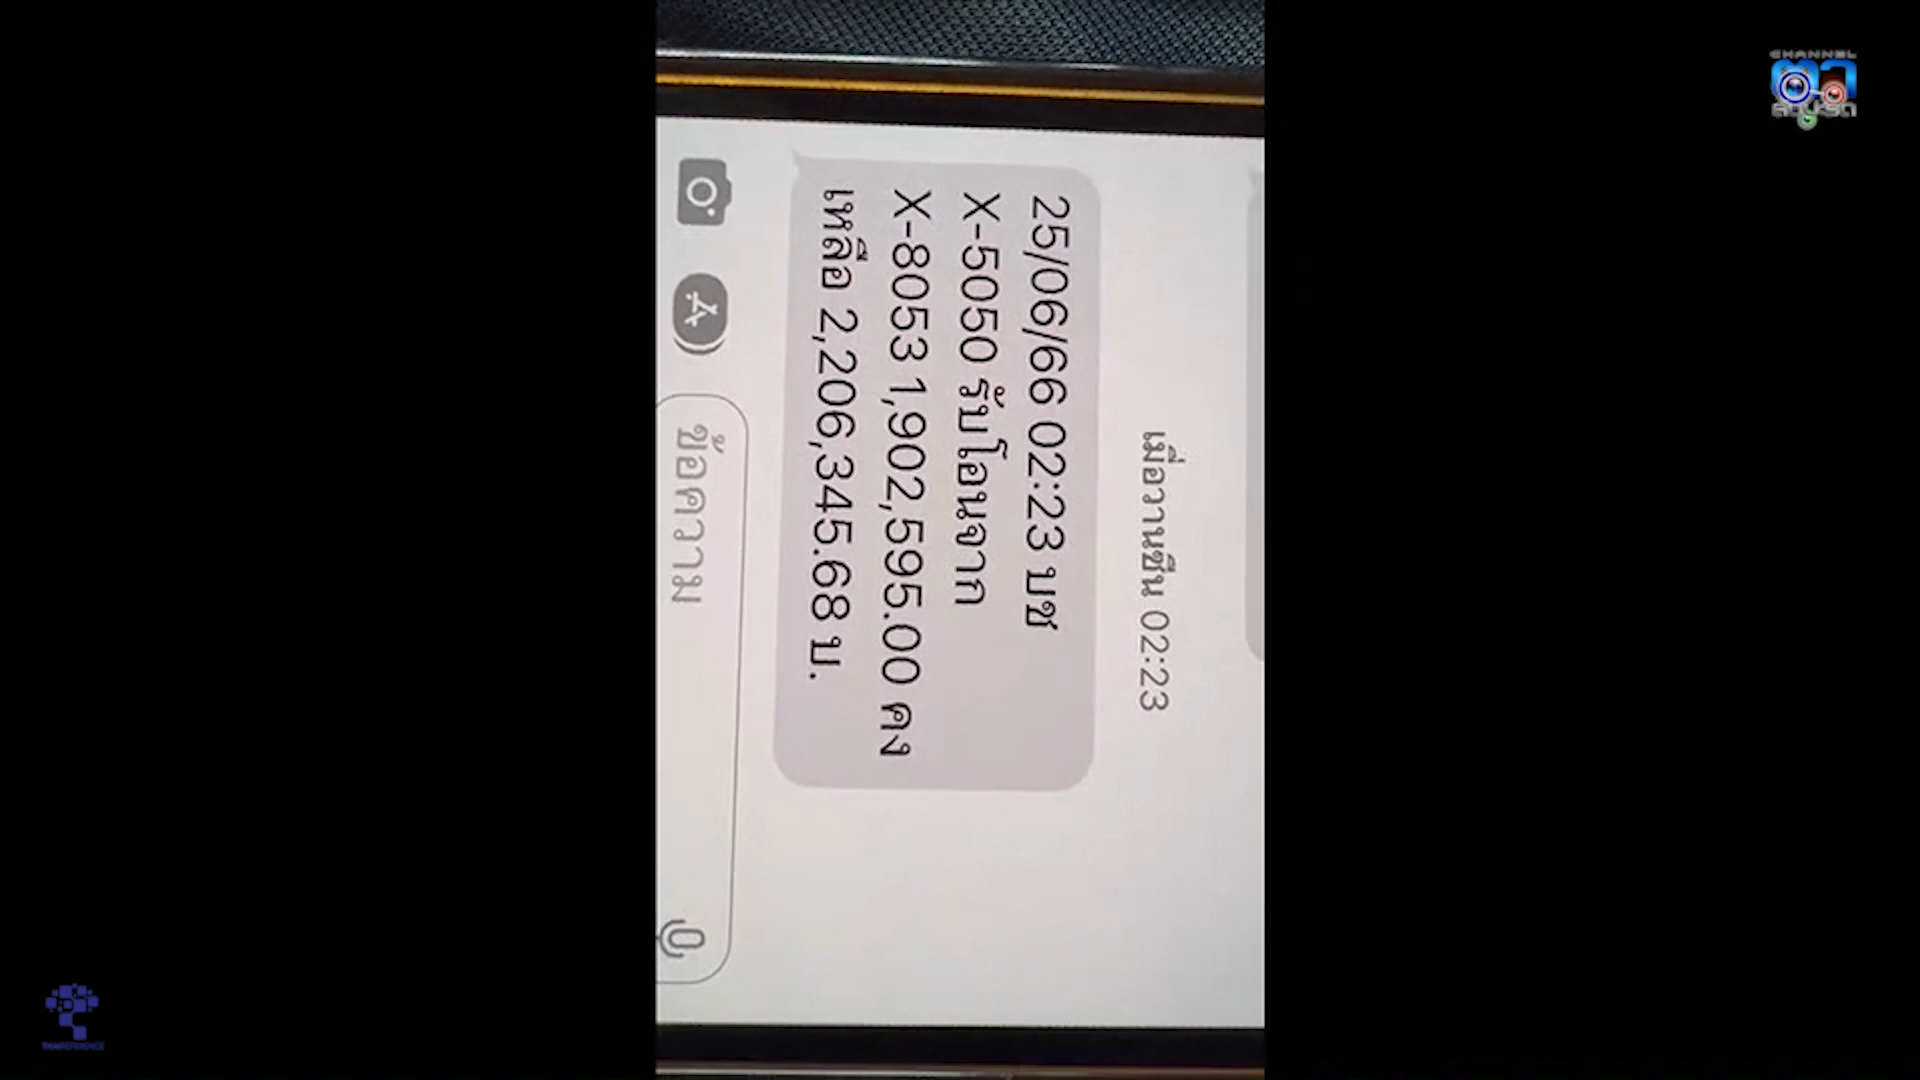 เมื่อวานซืน 02:23
25/06/66 02:23 บช
X-5050 รับโอนจาก
X-8053 1,902,595.00 คง
เหลือ 2,206,345.68 บ.
ข้อความ
CHANNEL
THAIREFERENCE